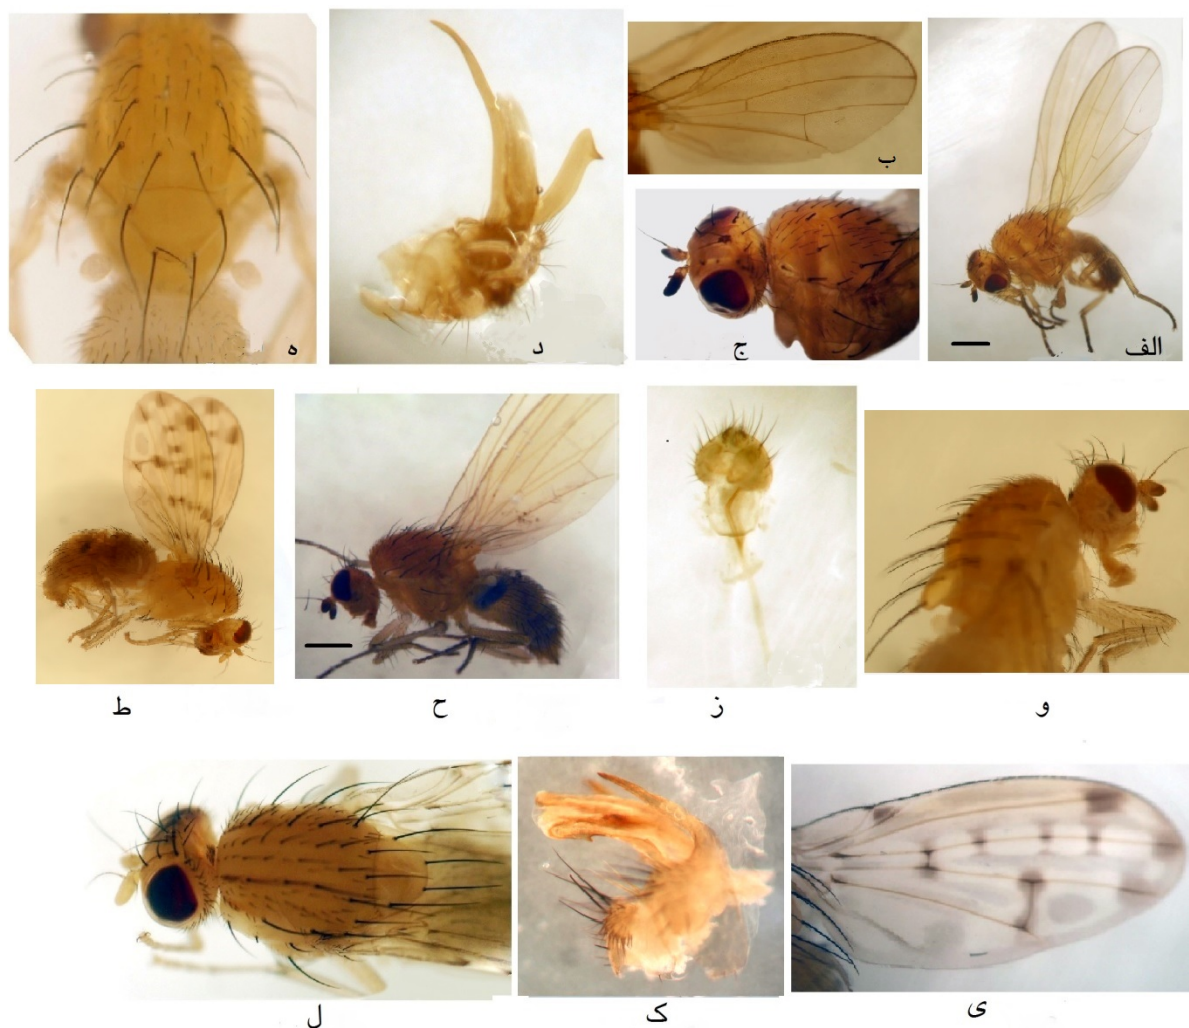 الف ب ج د ه
و ز ح ط
ی ک ل